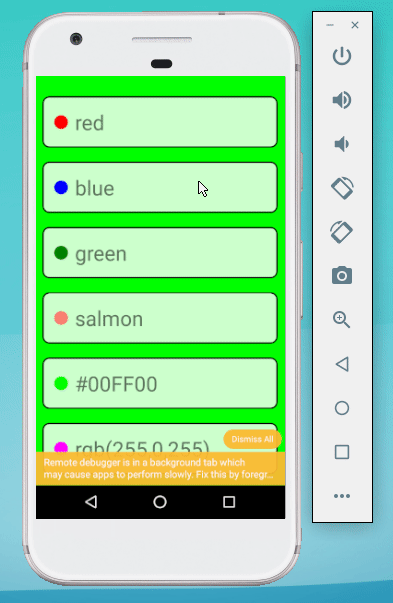 red
blue
green
salmon
#00FF00
rgb(255,0,255)
Dismiss All
Remote debugger is in a background tab which
may cause apps to perform slowly. Fix this by foregr...